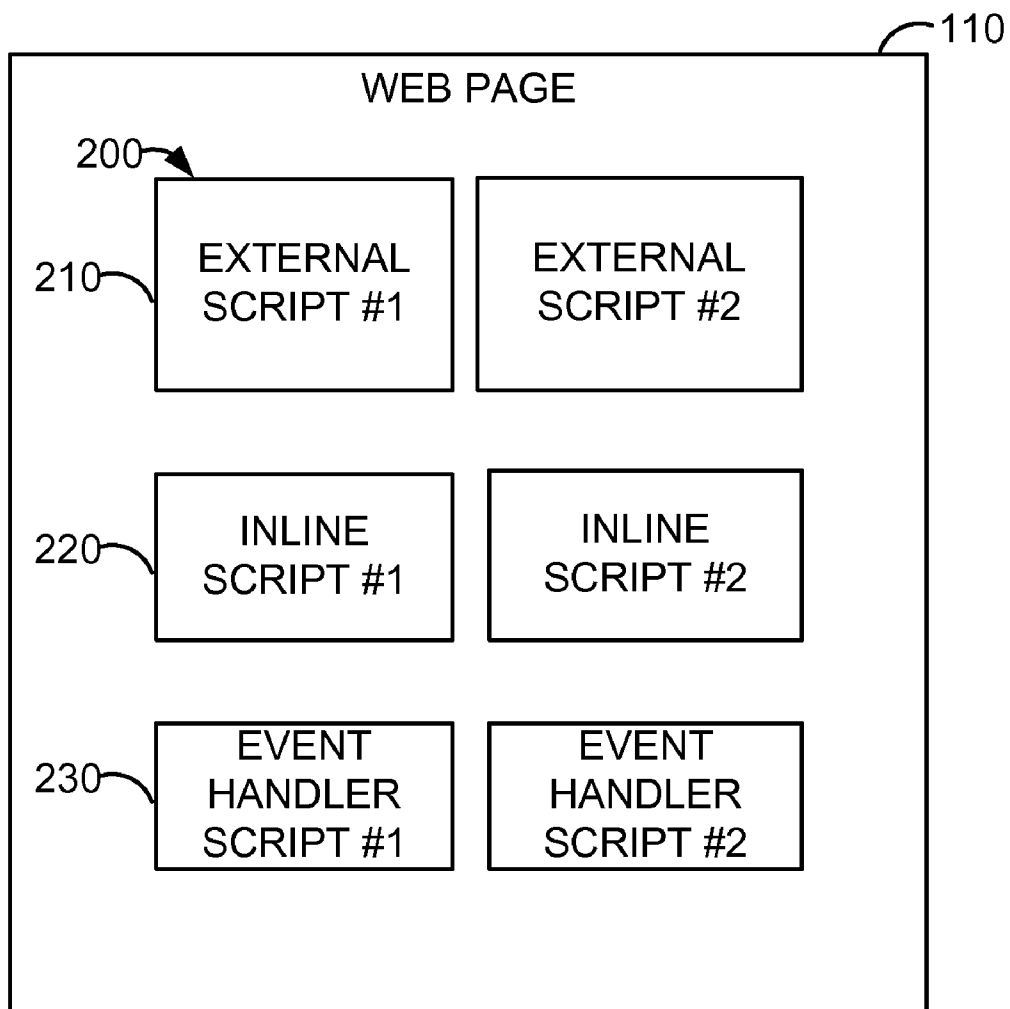 110
WEB PAGE
200
210
EXTERNAL
SCRIPT #1
EXTERNAL
SCRIPT #2
220
INLINE
SCRIPT #1
INLINE
SCRIPT #2
230
EVENT
HANDLER
SCRIPT #1
EVENT
HANDLER
SCRIPT #2